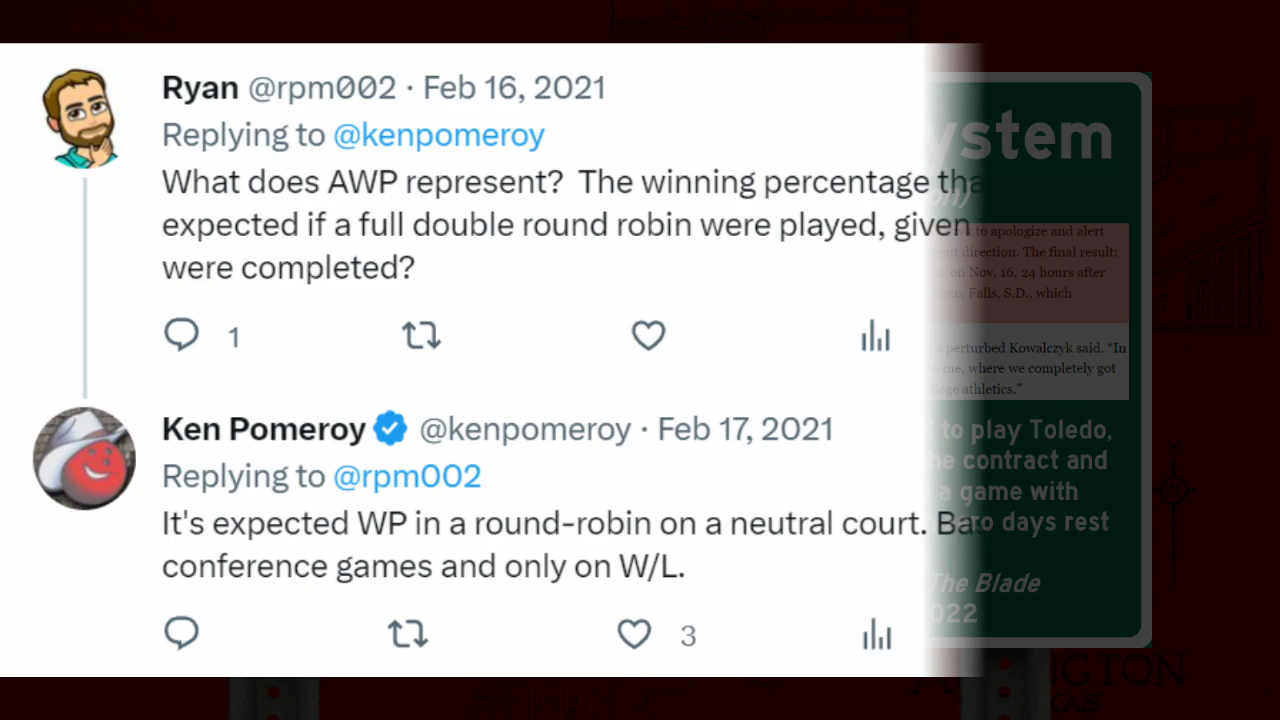 Ryan @rpm002 · Feb 16, 2021
Replying to @kenpomeroy
What does AWP represent? The winning percentage
expected if a full double round robin were played, given
were completed?
1
Ken Pomeroy @kenpomeroy · Feb 17, 2021
Replying to @rpm002
It's expected WP in a round-robin on a neutral court.
conference games and only on W/L.
3
to apologize and alert
direction. The final result:
on Nov. 16, 24 hours after
Falls, S.D., which
a perturbed Kowalczyk said. "In
me, where we completely got
athletics."
to play Toledo,
contract and
a game with
days rest
The Blade